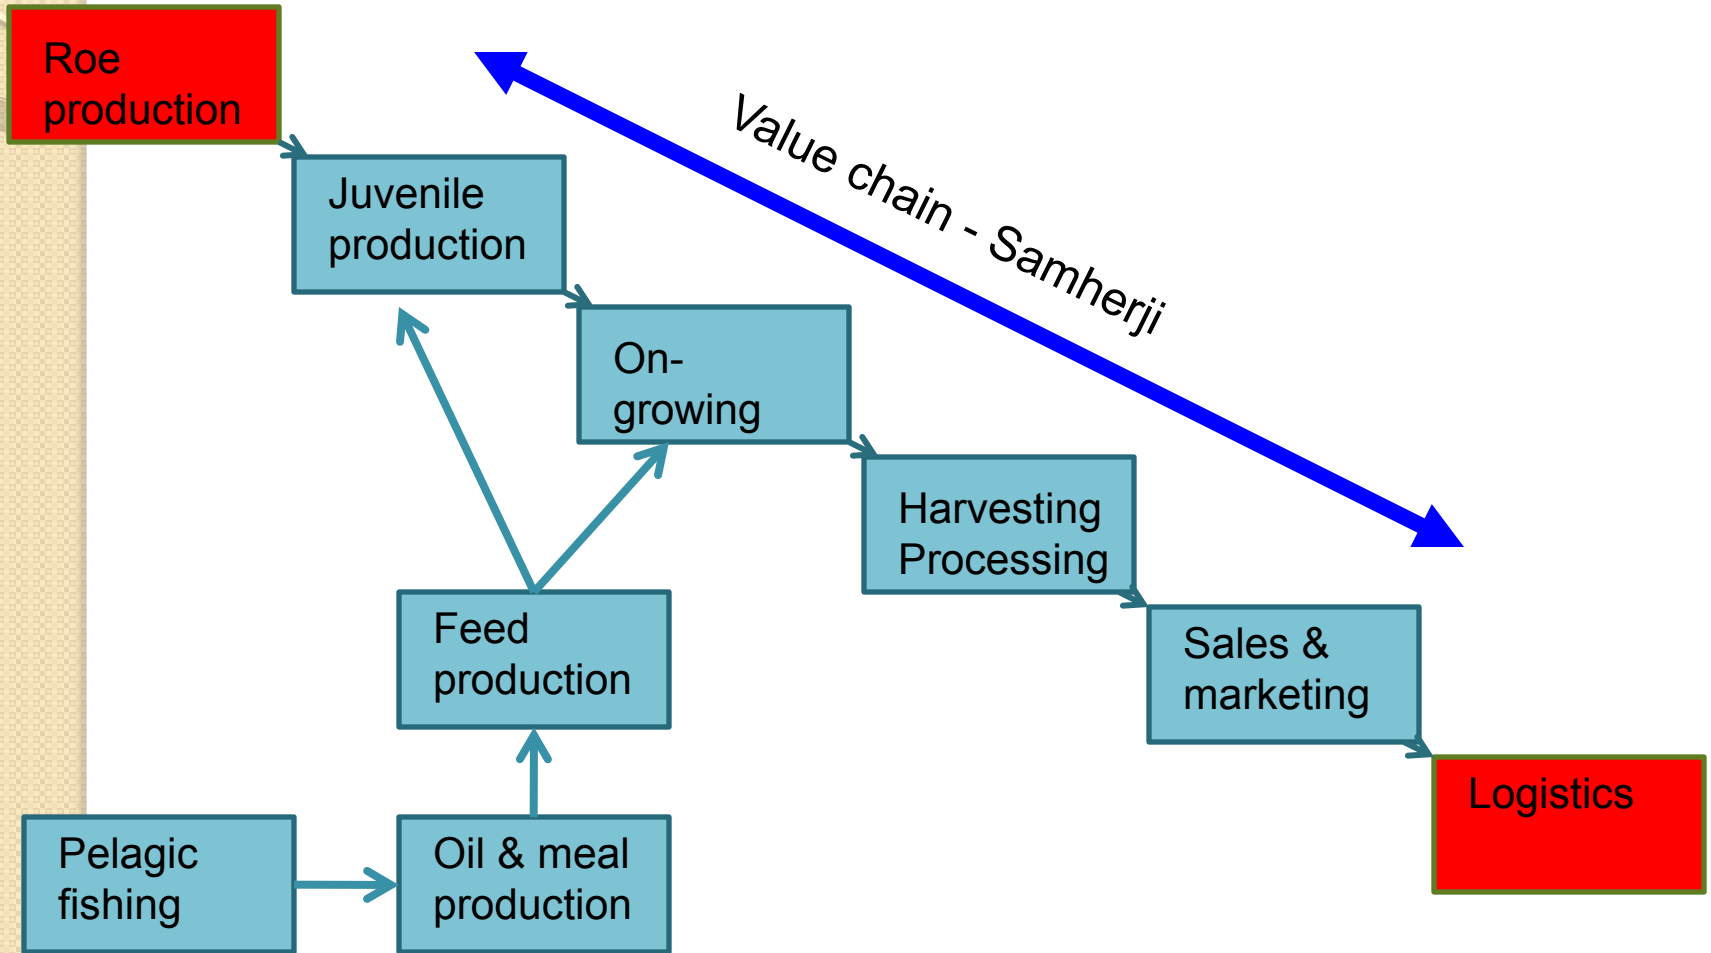 Roe
production
Value chain - Samherji
Juvenile
production
On-
growing
Harvesting
Processing
Feed
production
Sales &
marketing
Logistics
Pelagic
fishing
Oil & meal
production